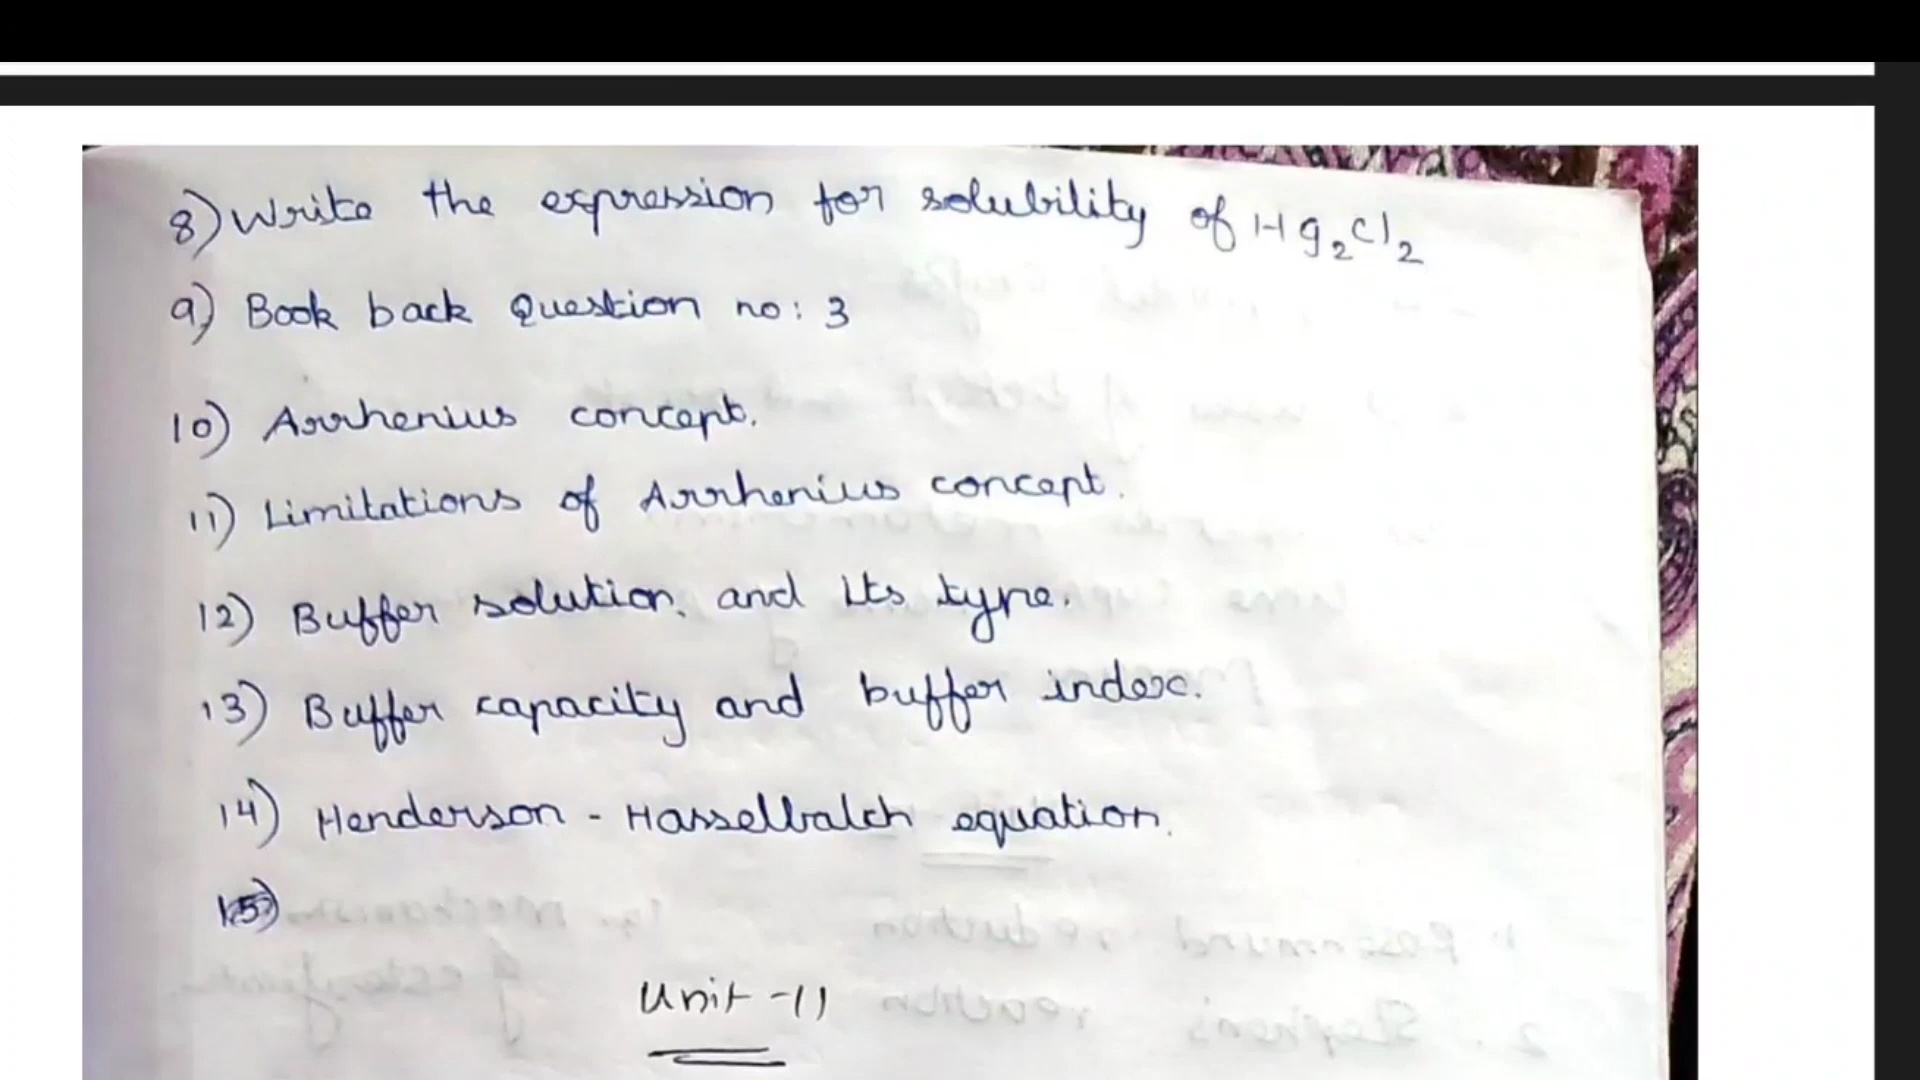 8) Write the expression for solubility of Hg₂Cl₂
9) Book back Question no: 3
10) Arrhenius concept.
11) Limitations of Arrhenius concept.
12) Buffer solution. and its type.
13) Buffer capacity and buffer index.
14) Henderson - Hasselbalch equation.
15)
Unit - 11